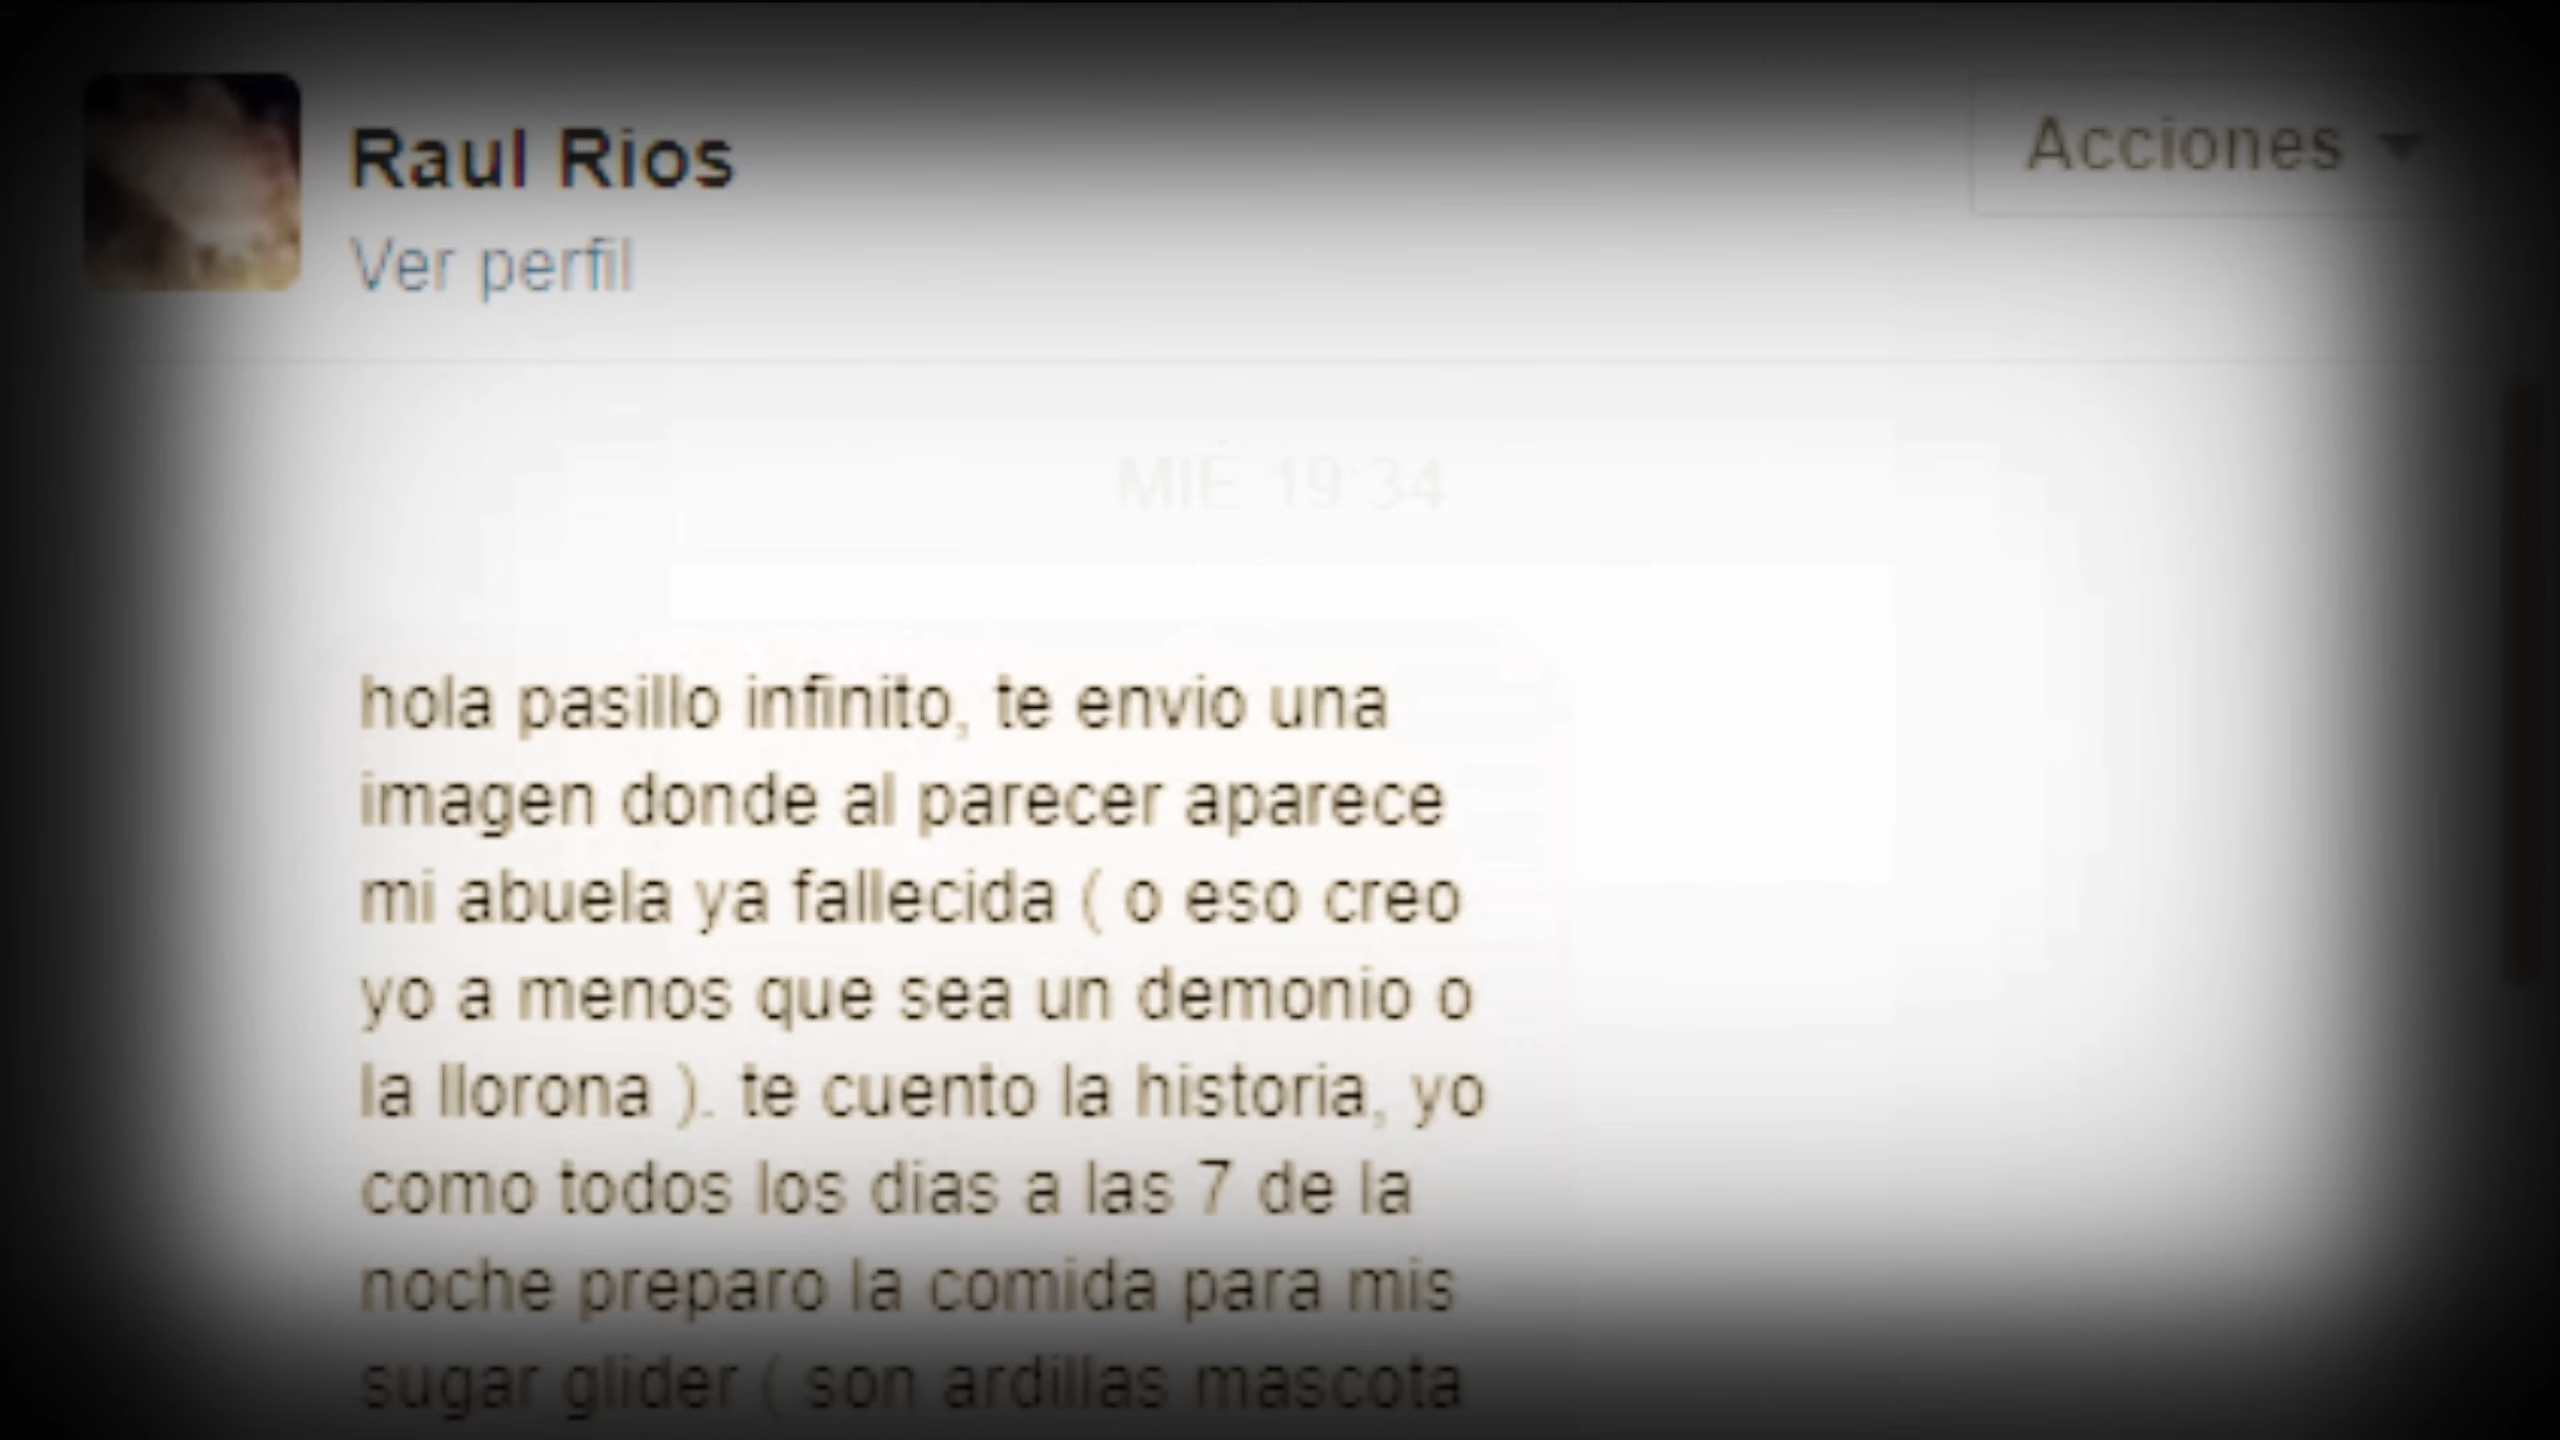 Raul Rios
Acciones
Ver perfil
MIÉ 19:34
hola pasillo infinito, te envio una
imagen donde al parecer aparece
mi abuela ya fallecida ( o eso creo
yo a menos que sea un demonio o
la llorona ). te cuento la historia, yo
como todos los dias a las 7 de la
noche preparo la comida para mis
sugar glider ( son ardillas mascota